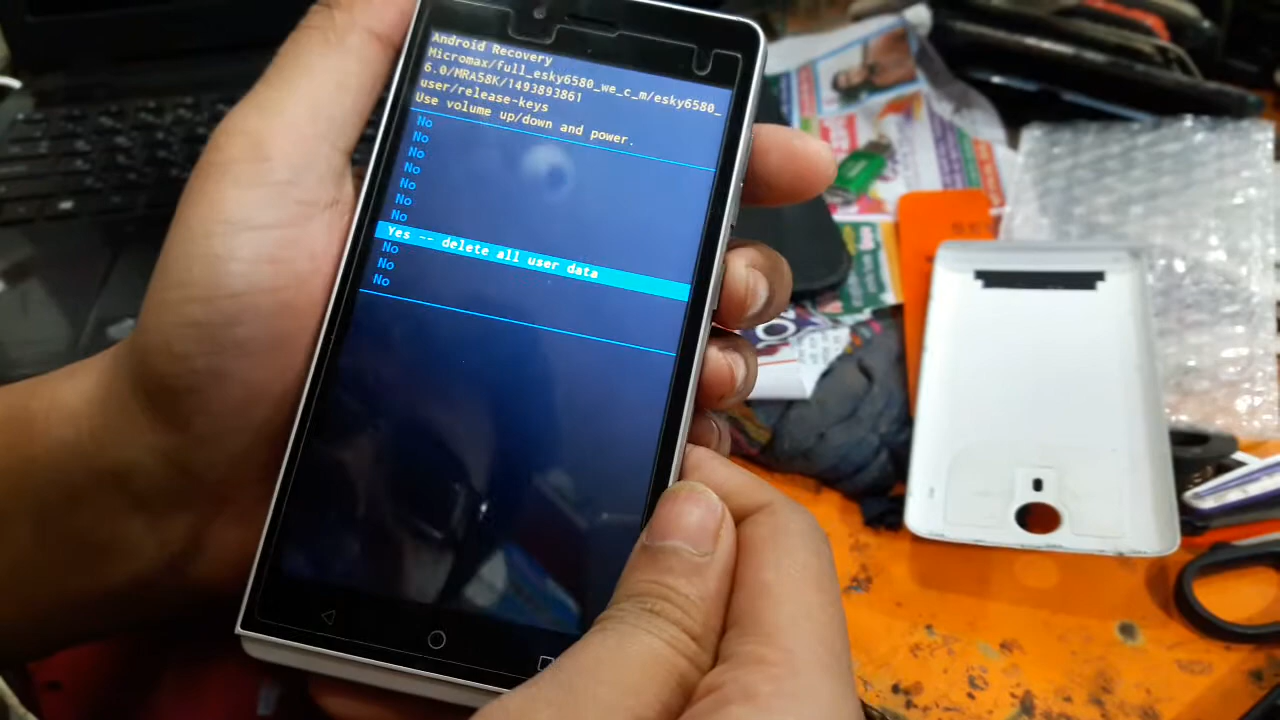 Android Recovery
Micromax/full_esky6580_we_c_m/esky6580_
6.0/MRA58K/1493893861
user/release-keys
Use volume up/down and power.
No
No
No
No
No
No
No
Yes -- delete all user data
No
No
No